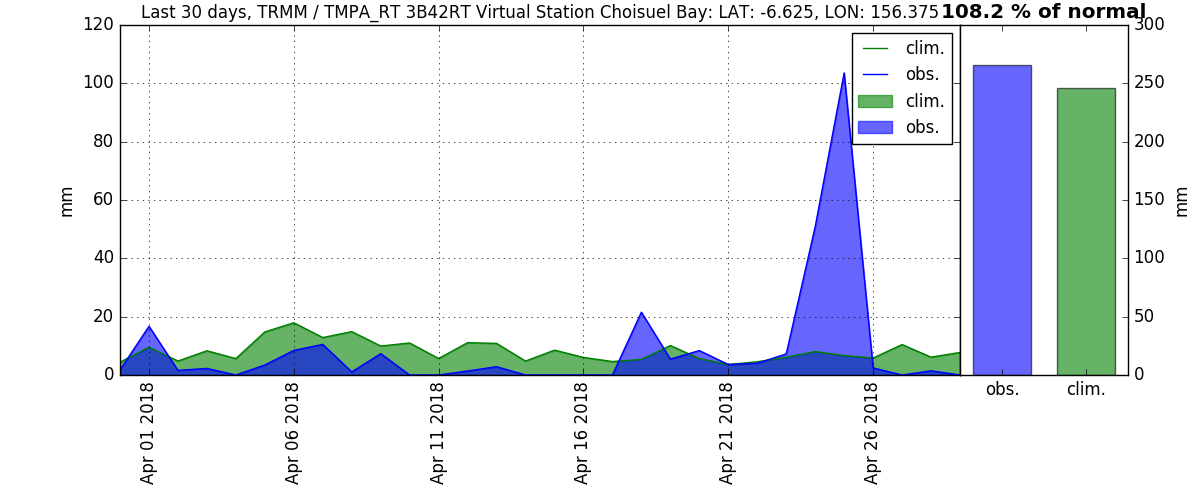 Last 30 days, TRMM / TMPA_RT 3B42RT Virtual Station Choisuel Bay: LAT: -6.625, LON: 156.375
108.2 % of normal
120
100
80
60
40
20
0
mm
clim.
obs.
clim.
obs.
Apr 01 2018
Apr 06 2018
Apr 11 2018
Apr 16 2018
Apr 21 2018
Apr 26 2018
300
250
200
150
100
50
0
mm
obs.
clim.